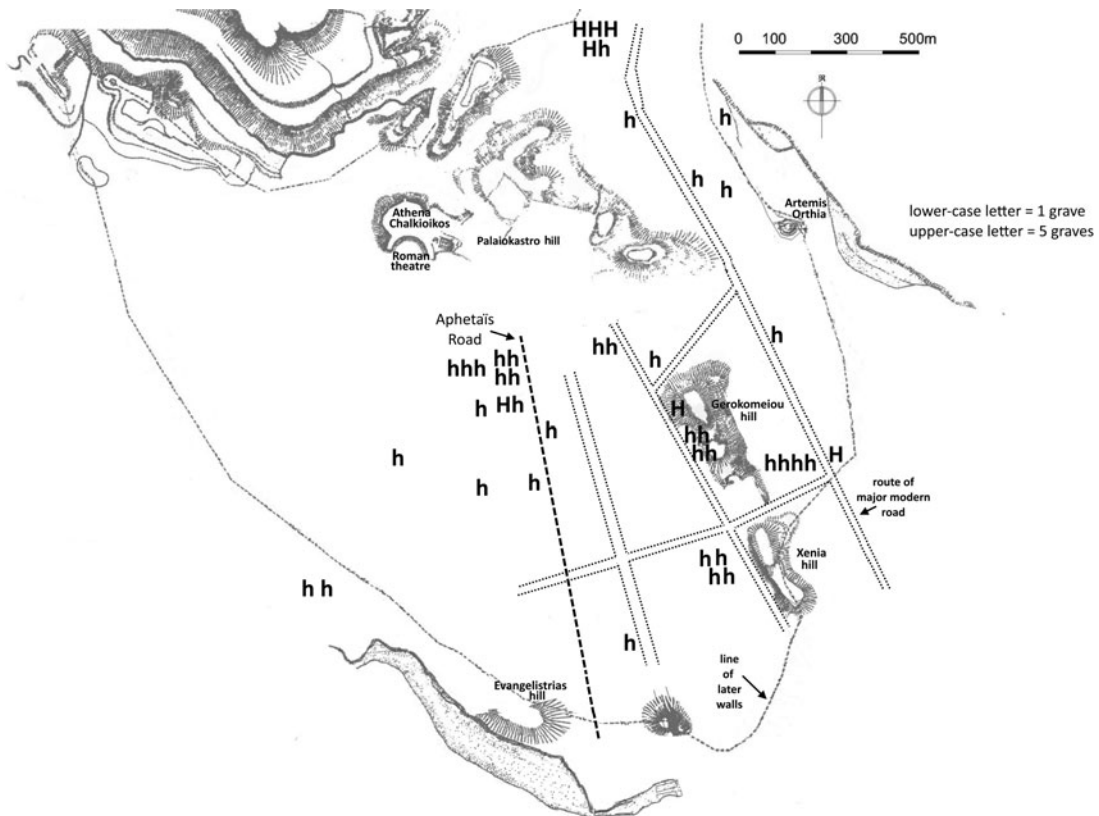 HHH
Hh
0 100 300 500m
N
h
h
h
h
Artemis
Orthia
lower-case letter = 1 grave
upper-case letter = 5 graves
Athena
Chalkioikos
Palaiokastro hill
Roman
theatre
Aphetaïs
Road
hh
h
h
hhh
hh
hh
h
Hh
H
Gerokomeiou
hill
h
hh
hh
h
hhhh
H
h
h
route of
major modern
road
Xenia
hill
h h
hh
h h
h
line
of
later
walls
Evangelistrias
hill